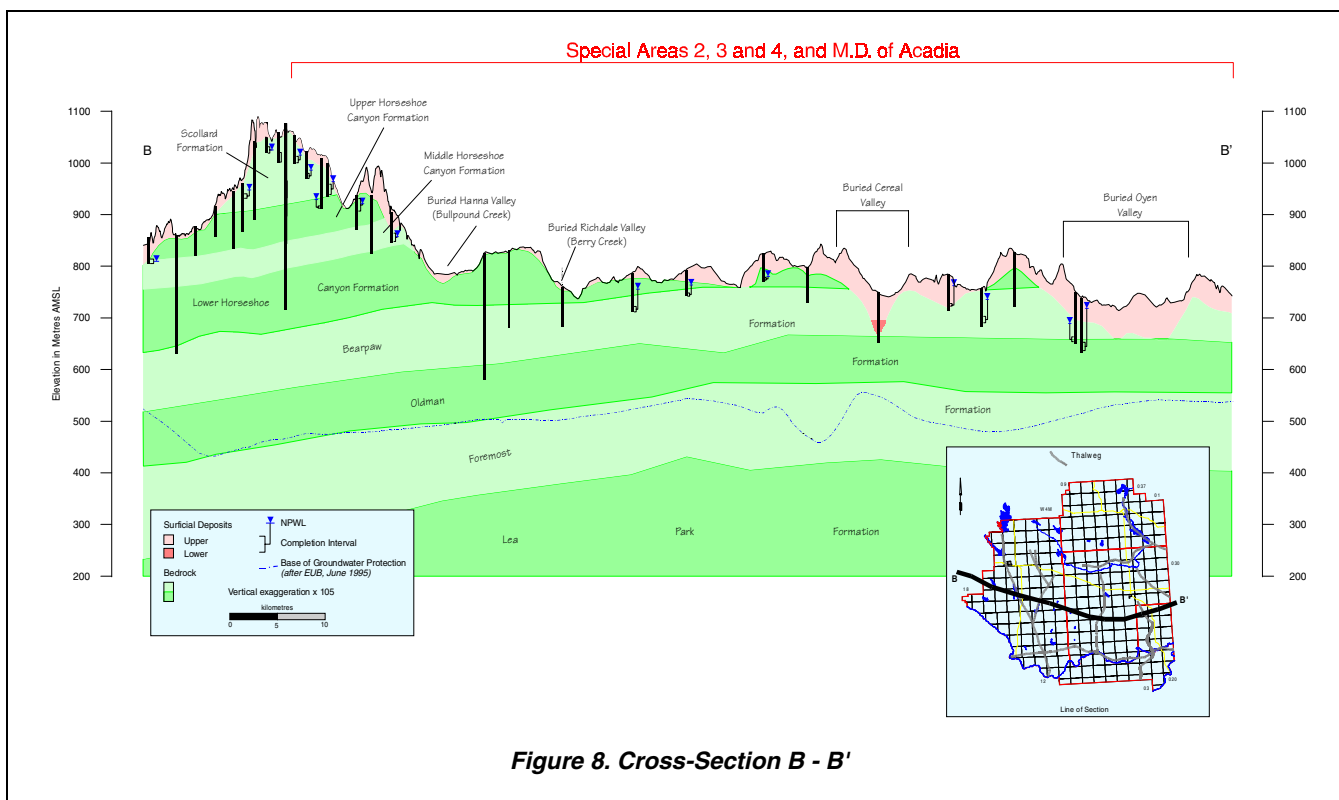 Special Areas 2, 3 and 4, and M.D. of Acadia
1100
1000
900
800
700
600
500
400
300
200
Elevation in Metres AMSL
B
Scollard
Formation
Upper Horseshoe
Canyon Formation
Middle Horseshoe
Canyon Formation
Buried Hanna Valley
(Bullpound Creek)
Buried Richdale Valley
(Berry Creek)
Buried Cereal
Valley
Buried Oyen
Valley
B'
1100
1000
900
800
700
600
500
400
300
200
Lower Horseshoe
Canyon Formation
Bearpaw
Formation
Oldman
Formation
Foremost
Formation
Lea
Park
Formation
Surficial Deposits
Upper
Lower
Bedrock
NPWL
Completion Interval
Base of Groundwater Protection
(after EUB, June 1995)
Vertical exaggeration x 105
kilometres
0
5
10
Thalweg
W4M
B
B'
Line of Section
Figure 8. Cross-Section B - B'